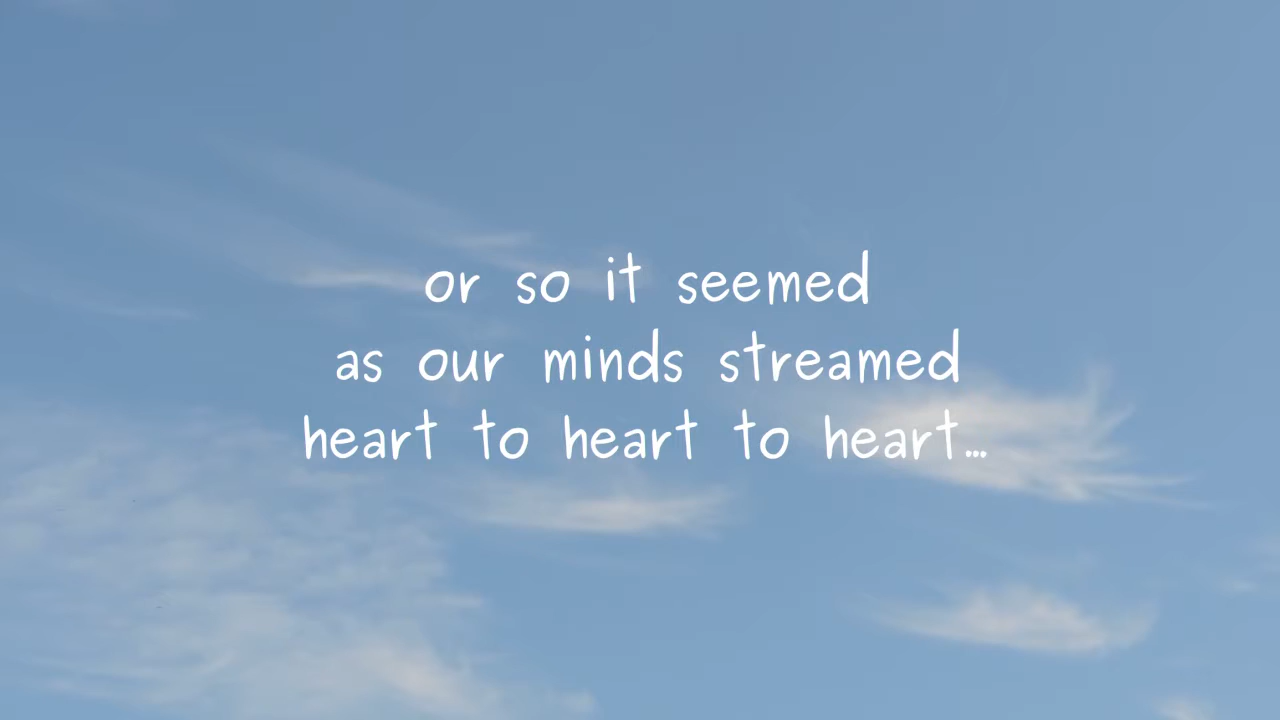 or so it seemed
as our minds streamed
heart to heart to heart...